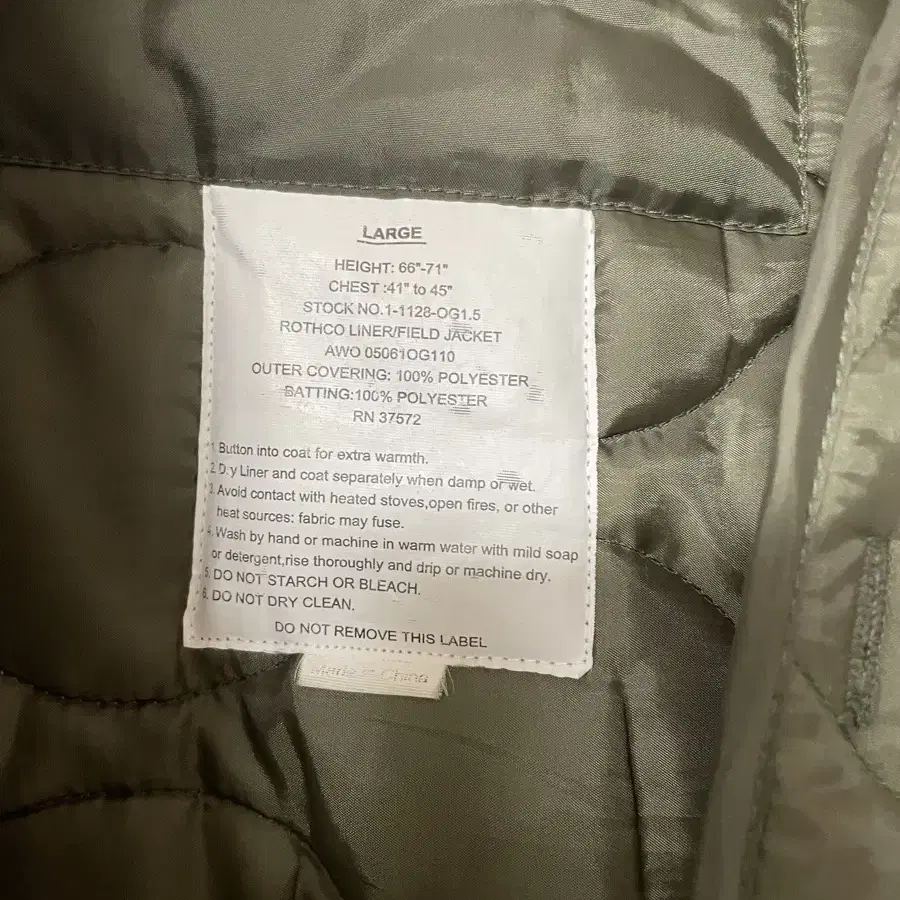 LARGE
HEIGHT: 66"-71"
CHEST :41" to 45"
STOCK NO.1-1128-OG1.5
ROTHCO LINER/FIELD JACKET
AWO 05061OG110
OUTER COVERING: 100% POLYESTER
BATTING:100% POLYESTER
RN 37572
1. Button into coat for extra warmth.
2. Dry Liner and coat separately when damp or wet.
3. Avoid contact with heated stoves,open fires, or other
heat sources: fabric may fuse.
4. Wash by hand or machine in warm water with mild soap
or detergent,rise thoroughly and drip or machine dry.
5. DO NOT STARCH OR BLEACH.
6. DO NOT DRY CLEAN.
DO NOT REMOVE THIS LABEL
Made in China